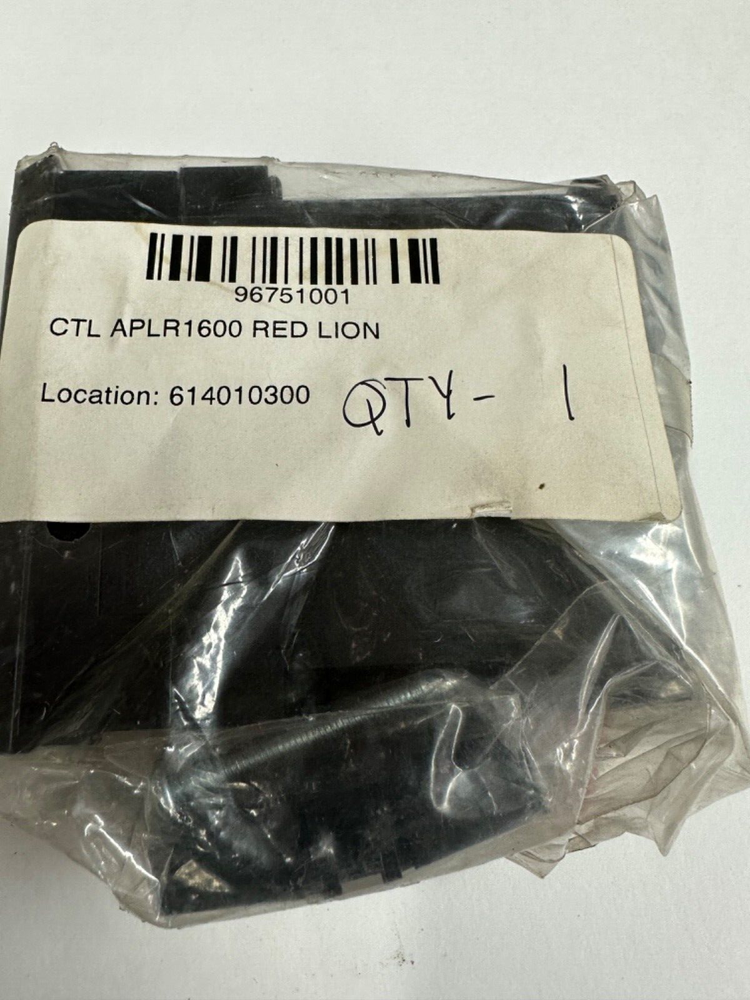 96751001
CTL APLR1600 RED LION
Location: 614010300 QTY- 1